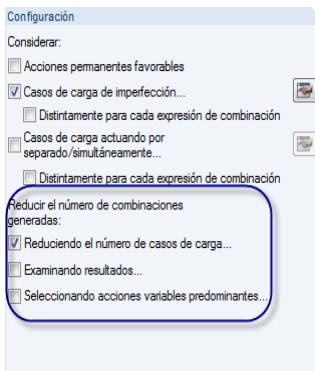 Configuración
Considerar:
Acciones permanentes favorables
Casos de carga de imperfección...
Distintamente para cada expresión de combinación
Casos de carga actuando por
separado/simultáneamente...
Distintamente para cada expresión de combinación
Reducir el número de combinaciones
generadas:
Reduciendo el número de casos de carga...
Examinando resultados...
Seleccionando acciones variables predominantes...